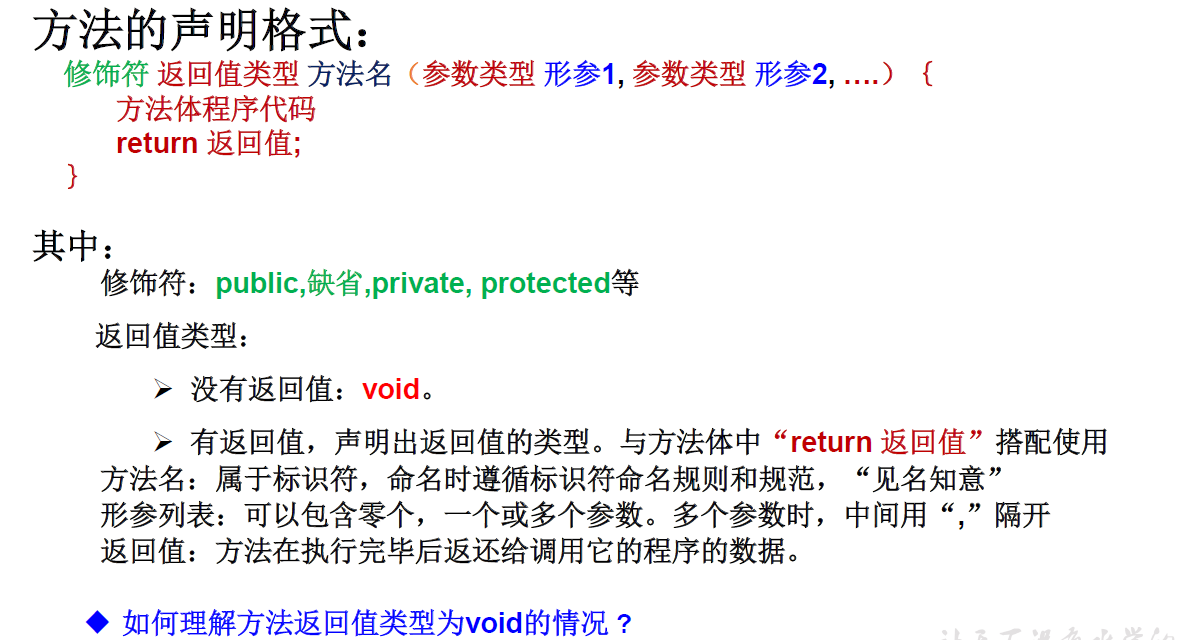 方法的声明格式：
修饰符 返回值类型 方法名（参数类型 形参1, 参数类型 形参2, ….）｛
方法体程序代码
return 返回值;
｝
其中：
修饰符：public,缺省,private, protected等
返回值类型：
➢ 没有返回值：void。
➢ 有返回值，声明出返回值的类型。与方法体中“return 返回值”搭配使用
方法名：属于标识符，命名时遵循标识符命名规则和规范，“见名知意”
形参列表：可以包含零个，一个或多个参数。多个参数时，中间用“,”隔开
返回值：方法在执行完毕后返还给调用它的程序的数据。
◆ 如何理解方法返回值类型为void的情况 ?